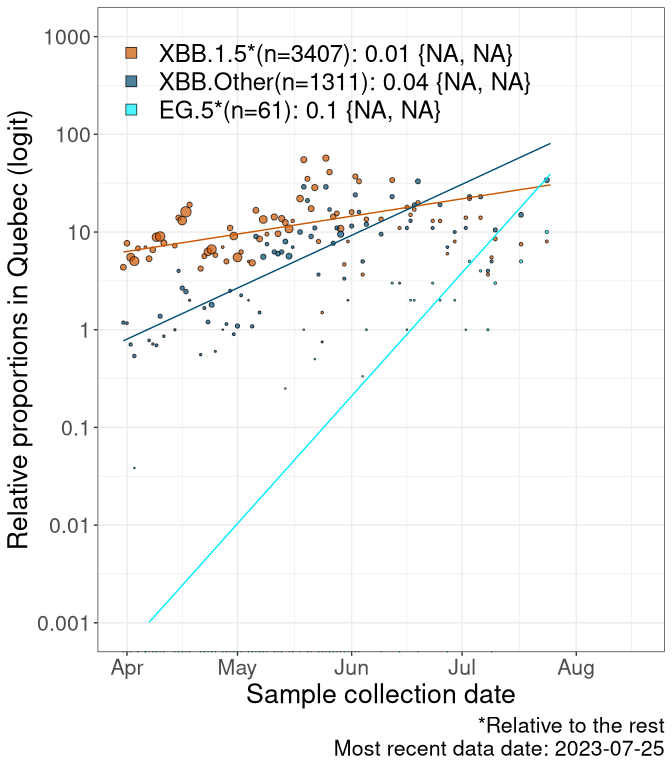 XBB.1.5*(n=3407): 0.01 {NA, NA}
XBB.Other(n=1311): 0.04 {NA, NA}
EG.5*(n=61): 0.1 {NA, NA}
Relative proportions in Quebec (logit)
1000
100
10
1
0.1
0.01
0.001
Apr May Jun Jul Aug
Sample collection date
*Relative to the rest
Most recent data date: 2023-07-25